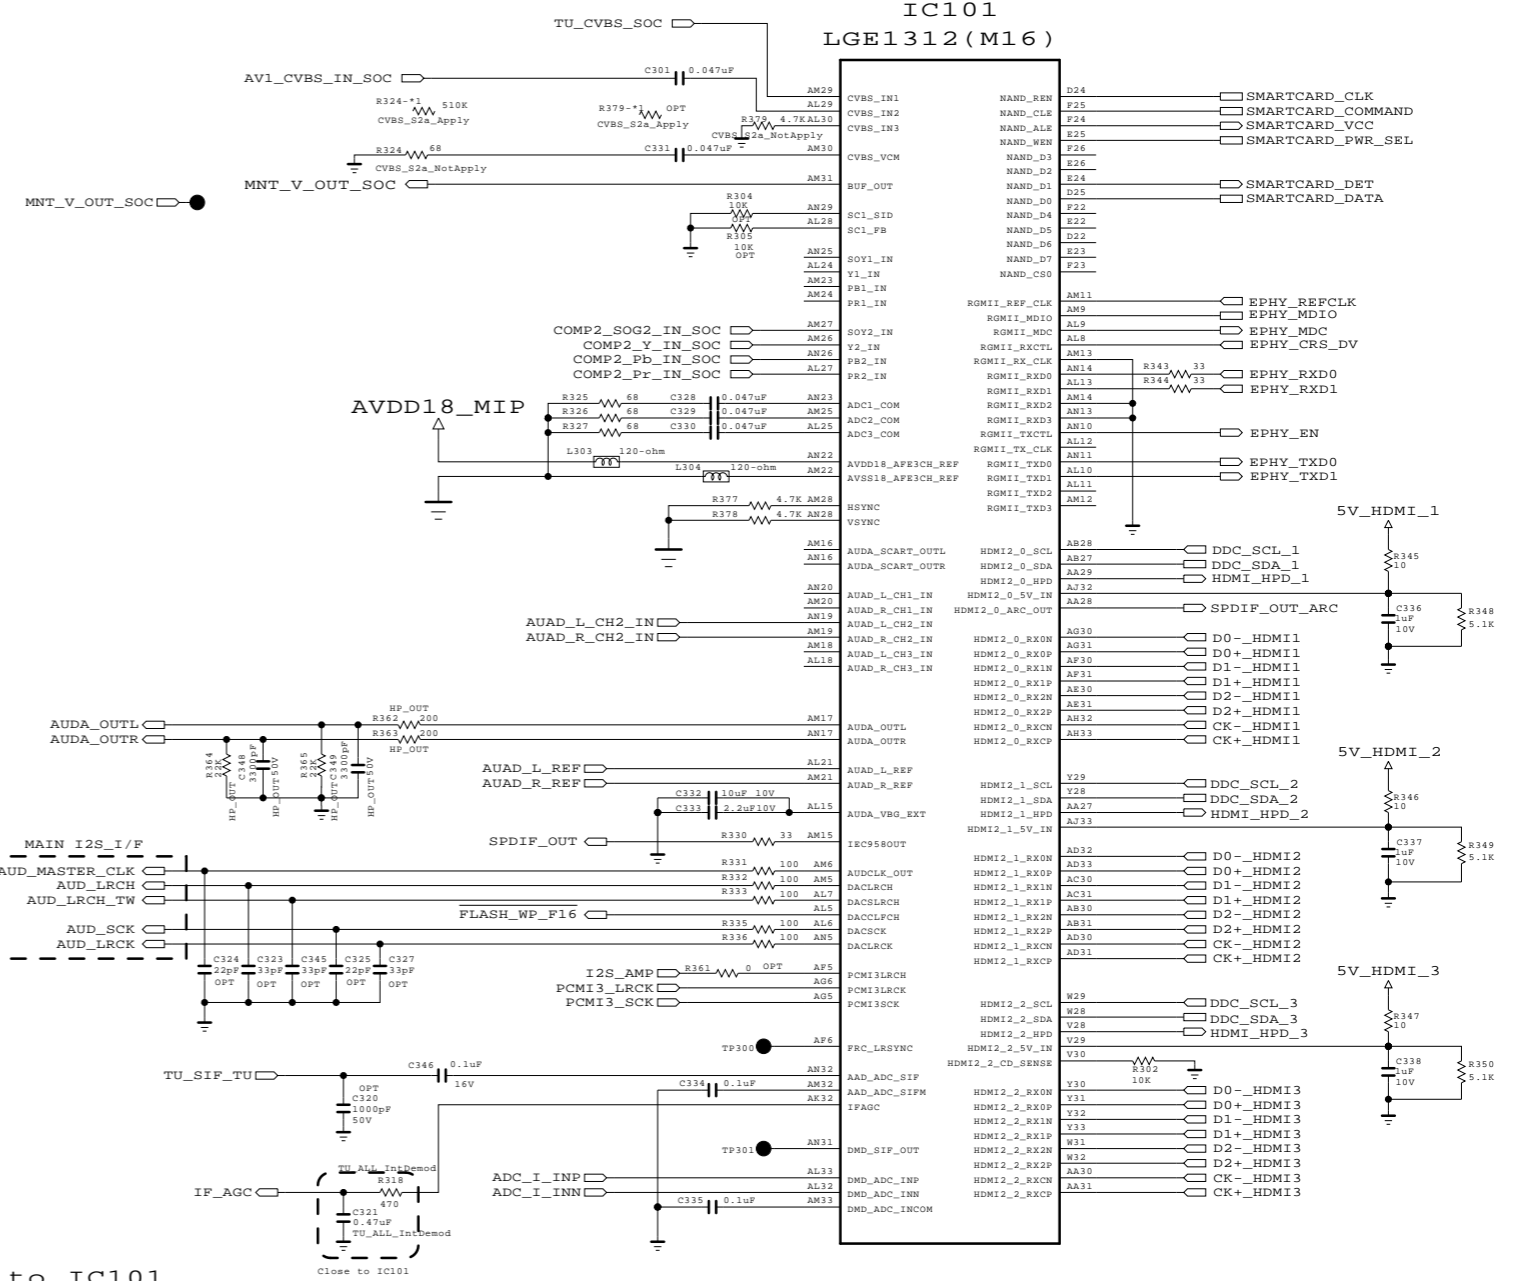 IC101
LGE1312(M16)
TU_CVBS_SOC
AV1_CVBS_IN_SOC
C301 0.047uF
R324-*1 510K
CVBS_S2a_Apply
R379-*1 OPT
CVBS_S2a_Apply
R379 4.7K
CVBS_S2a_NotApply
R324 68
CVBS_S2a_NotApply
C331 0.047uF
MNT_V_OUT_SOC
MNT_V_OUT_SOC
R304
10K
OPT
R305
10K
OPT
COMP2_SOG2_IN_SOC
COMP2_Y_IN_SOC
COMP2_Pb_IN_SOC
COMP2_Pr_IN_SOC
AVDD18_MIP
R325 68 C328 0.047uF
R326 68 C329 0.047uF
R327 68 C330 0.047uF
L303 120-ohm
L304 120-ohm
R377 4.7K
R378 4.7K
AUAD_L_CH2_IN
AUAD_R_CH2_IN
AUDA_OUTL
AUDA_OUTR
HP_OUT
R362 200
R363 200
HP_OUT
R364
22K
HP_OUT
C348
3300pF
50V
HP_OUT
R365
22K
HP_OUT
C349
3300pF
50V
HP_OUT
AUAD_L_REF
AUAD_R_REF
C332 10uF 10V
C333 2.2uF 10V
SPDIF_OUT
R330 33
MAIN I2S_I/F
AUD_MASTER_CLK
AUD_LRCH
AUD_LRCH_TW
AUD_SCK
AUD_LRCK
R331 100
R332 100
R333 100
FLASH_WP_F16
R335 100
R336 100
C324
22pF
OPT
C323
33pF
OPT
C345
33pF
OPT
C325
22pF
OPT
C327
33pF
OPT
I2S_AMP
R361 0 OPT
PCMI3_LRCK
PCMI3_SCK
TP300
TU_SIF_TU
C346 0.1uF
16V
OPT
C320
1000pF
50V
C334 0.1uF
TP301
TU_ALL_IntDemod
IF_AGC
R318
470
C321
0.47uF
TU_ALL_IntDemod
Close to IC101
ADC_I_INP
ADC_I_INN
C335 0.1uF
to IC101
AM29 CVBS_IN1
AL29 CVBS_IN2
AL30 CVBS_IN3
AM30 CVBS_VCM
AM31 BUF_OUT
AN29 SC1_SID
AL28 SC1_FB
AN25 SOY1_IN
AL24 Y1_IN
AM23 PB1_IN
AM24 PR1_IN
AM27 SOY2_IN
AM26 Y2_IN
AN26 PB2_IN
AL27 PR2_IN
AN23 ADC1_COM
AM25 ADC2_COM
AL25 ADC3_COM
AN22 AVDD18_AFE3CH_REF
AM22 AVSS18_AFE3CH_REF
AM28 HSYNC
AN28 VSYNC
AM16 AUDA_SCART_OUTL
AN16 AUDA_SCART_OUTR
AN20 AUAD_L_CH1_IN
AM20 AUAD_R_CH1_IN
AN19 AUAD_L_CH2_IN
AM19 AUAD_R_CH2_IN
AM18 AUAD_L_CH3_IN
AL18 AUAD_R_CH3_IN
AM17 AUDA_OUTL
AN17 AUDA_OUTR
AL21 AUAD_L_REF
AM21 AUAD_R_REF
AL15 AUDA_VBG_EXT
AM15 IEC958OUT
AM6 AUDCLK_OUT
AM5 DACLRCH
AL7 DACSLRCH
AL5 DACCLFCH
AL6 DACSCK
AN5 DACLRCK
AF5 PCMI3LRCH
AG6 PCMI3LRCK
AG5 PCMI3SCK
AF6 FRC_LRSYNC
AN32 AAD_ADC_SIF
AM32 AAD_ADC_SIFM
AK32 IFAGC
AN31 DMD_SIF_OUT
AL33 DMD_ADC_INP
AL32 DMD_ADC_INN
AM33 DMD_ADC_INCOM
NAND_REN D24 SMARTCARD_CLK
NAND_CLE F25 SMARTCARD_COMMAND
NAND_ALE F24 SMARTCARD_VCC
NAND_WEN E25 SMARTCARD_PWR_SEL
NAND_D3 F26
NAND_D2 E26
NAND_D1 E24 SMARTCARD_DET
NAND_D0 D25 SMARTCARD_DATA
NAND_D4 F22
NAND_D5 E22
NAND_D6 D22
NAND_D7 E23
NAND_CS0 F23
RGMII_REF_CLK AM11 EPHY_REFCLK
RGMII_MDIO AM9 EPHY_MDIO
RGMII_MDC AL9 EPHY_MDC
RGMII_RXCTL AL8 EPHY_CRS_DV
RGMII_RX_CLK AM13
RGMII_RXD0 AN14 R343 33 EPHY_RXD0
RGMII_RXD1 AL13 R344 33 EPHY_RXD1
RGMII_RXD2 AM14
RGMII_RXD3 AN13
RGMII_TXCTL AN10 EPHY_EN
RGMII_TX_CLK AL12
RGMII_TXD0 AN11 EPHY_TXD0
RGMII_TXD1 AL10 EPHY_TXD1
RGMII_TXD2 AL11
RGMII_TXD3 AM12
HDMI2_0_SCL AB28 DDC_SCL_1
HDMI2_0_SDA AB27 DDC_SDA_1
HDMI2_0_HPD AA29 HDMI_HPD_1
HDMI2_0_5V_IN AJ32
HDMI2_0_ARC_OUT AA28 SPDIF_OUT_ARC
HDMI2_0_RX0N AG30 D0-_HDMI1
HDMI2_0_RX0P AG31 D0+_HDMI1
HDMI2_0_RX1N AF30 D1-_HDMI1
HDMI2_0_RX1P AF31 D1+_HDMI1
HDMI2_0_RX2N AE30 D2-_HDMI1
HDMI2_0_RX2P AE31 D2+_HDMI1
HDMI2_0_RXCN AH32 CK-_HDMI1
HDMI2_0_RXCP AH33 CK+_HDMI1
HDMI2_1_SCL Y29 DDC_SCL_2
HDMI2_1_SDA Y28 DDC_SDA_2
HDMI2_1_HPD AA27 HDMI_HPD_2
HDMI2_1_5V_IN AJ33
HDMI2_1_RX0N AD32 D0-_HDMI2
HDMI2_1_RX0P AD33 D0+_HDMI2
HDMI2_1_RX1N AC30 D1-_HDMI2
HDMI2_1_RX1P AC31 D1+_HDMI2
HDMI2_1_RX2N AB30 D2-_HDMI2
HDMI2_1_RX2P AB31 D2+_HDMI2
HDMI2_1_RXCN AD30 CK-_HDMI2
HDMI2_1_RXCP AD31 CK+_HDMI2
HDMI2_2_SCL W29 DDC_SCL_3
HDMI2_2_SDA W28 DDC_SDA_3
HDMI2_2_HPD V28 HDMI_HPD_3
HDMI2_2_5V_IN V29
HDMI2_2_CD_SENSE V30
R302
10K
HDMI2_2_RX0N Y30 D0-_HDMI3
HDMI2_2_RX0P Y31 D0+_HDMI3
HDMI2_2_RX1N Y32 D1-_HDMI3
HDMI2_2_RX1P Y33 D1+_HDMI3
HDMI2_2_RX2N W31 D2-_HDMI3
HDMI2_2_RX2P W32 D2+_HDMI3
HDMI2_2_RXCN AA30 CK-_HDMI3
HDMI2_2_RXCP AA31 CK+_HDMI3
5V_HDMI_1
R345
10
C336
1uF
10V
R348
5.1K
5V_HDMI_2
R346
10
C337
1uF
10V
R349
5.1K
5V_HDMI_3
R347
10
C338
1uF
10V
R350
5.1K